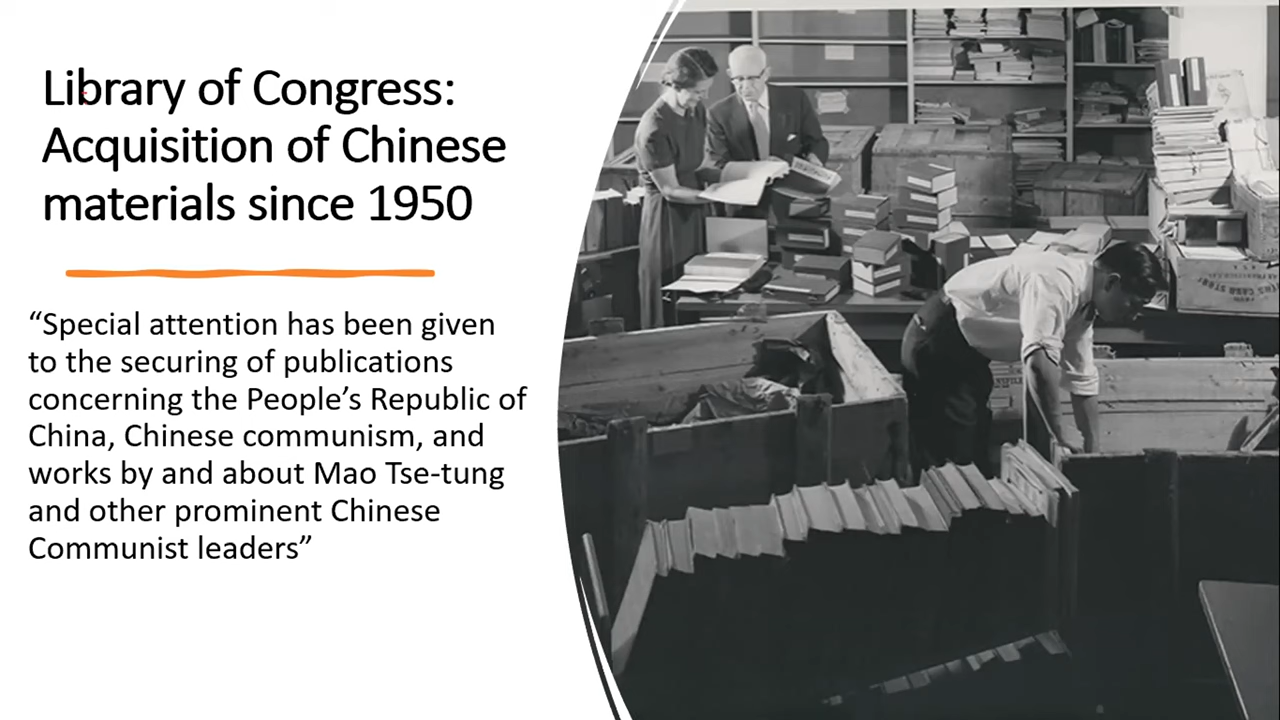 Library of Congress:
Acquisition of Chinese
materials since 1950
“Special attention has been given
to the securing of publications
concerning the People’s Republic of
China, Chinese communism, and
works by and about Mao Tse-tung
and other prominent Chinese
Communist leaders”